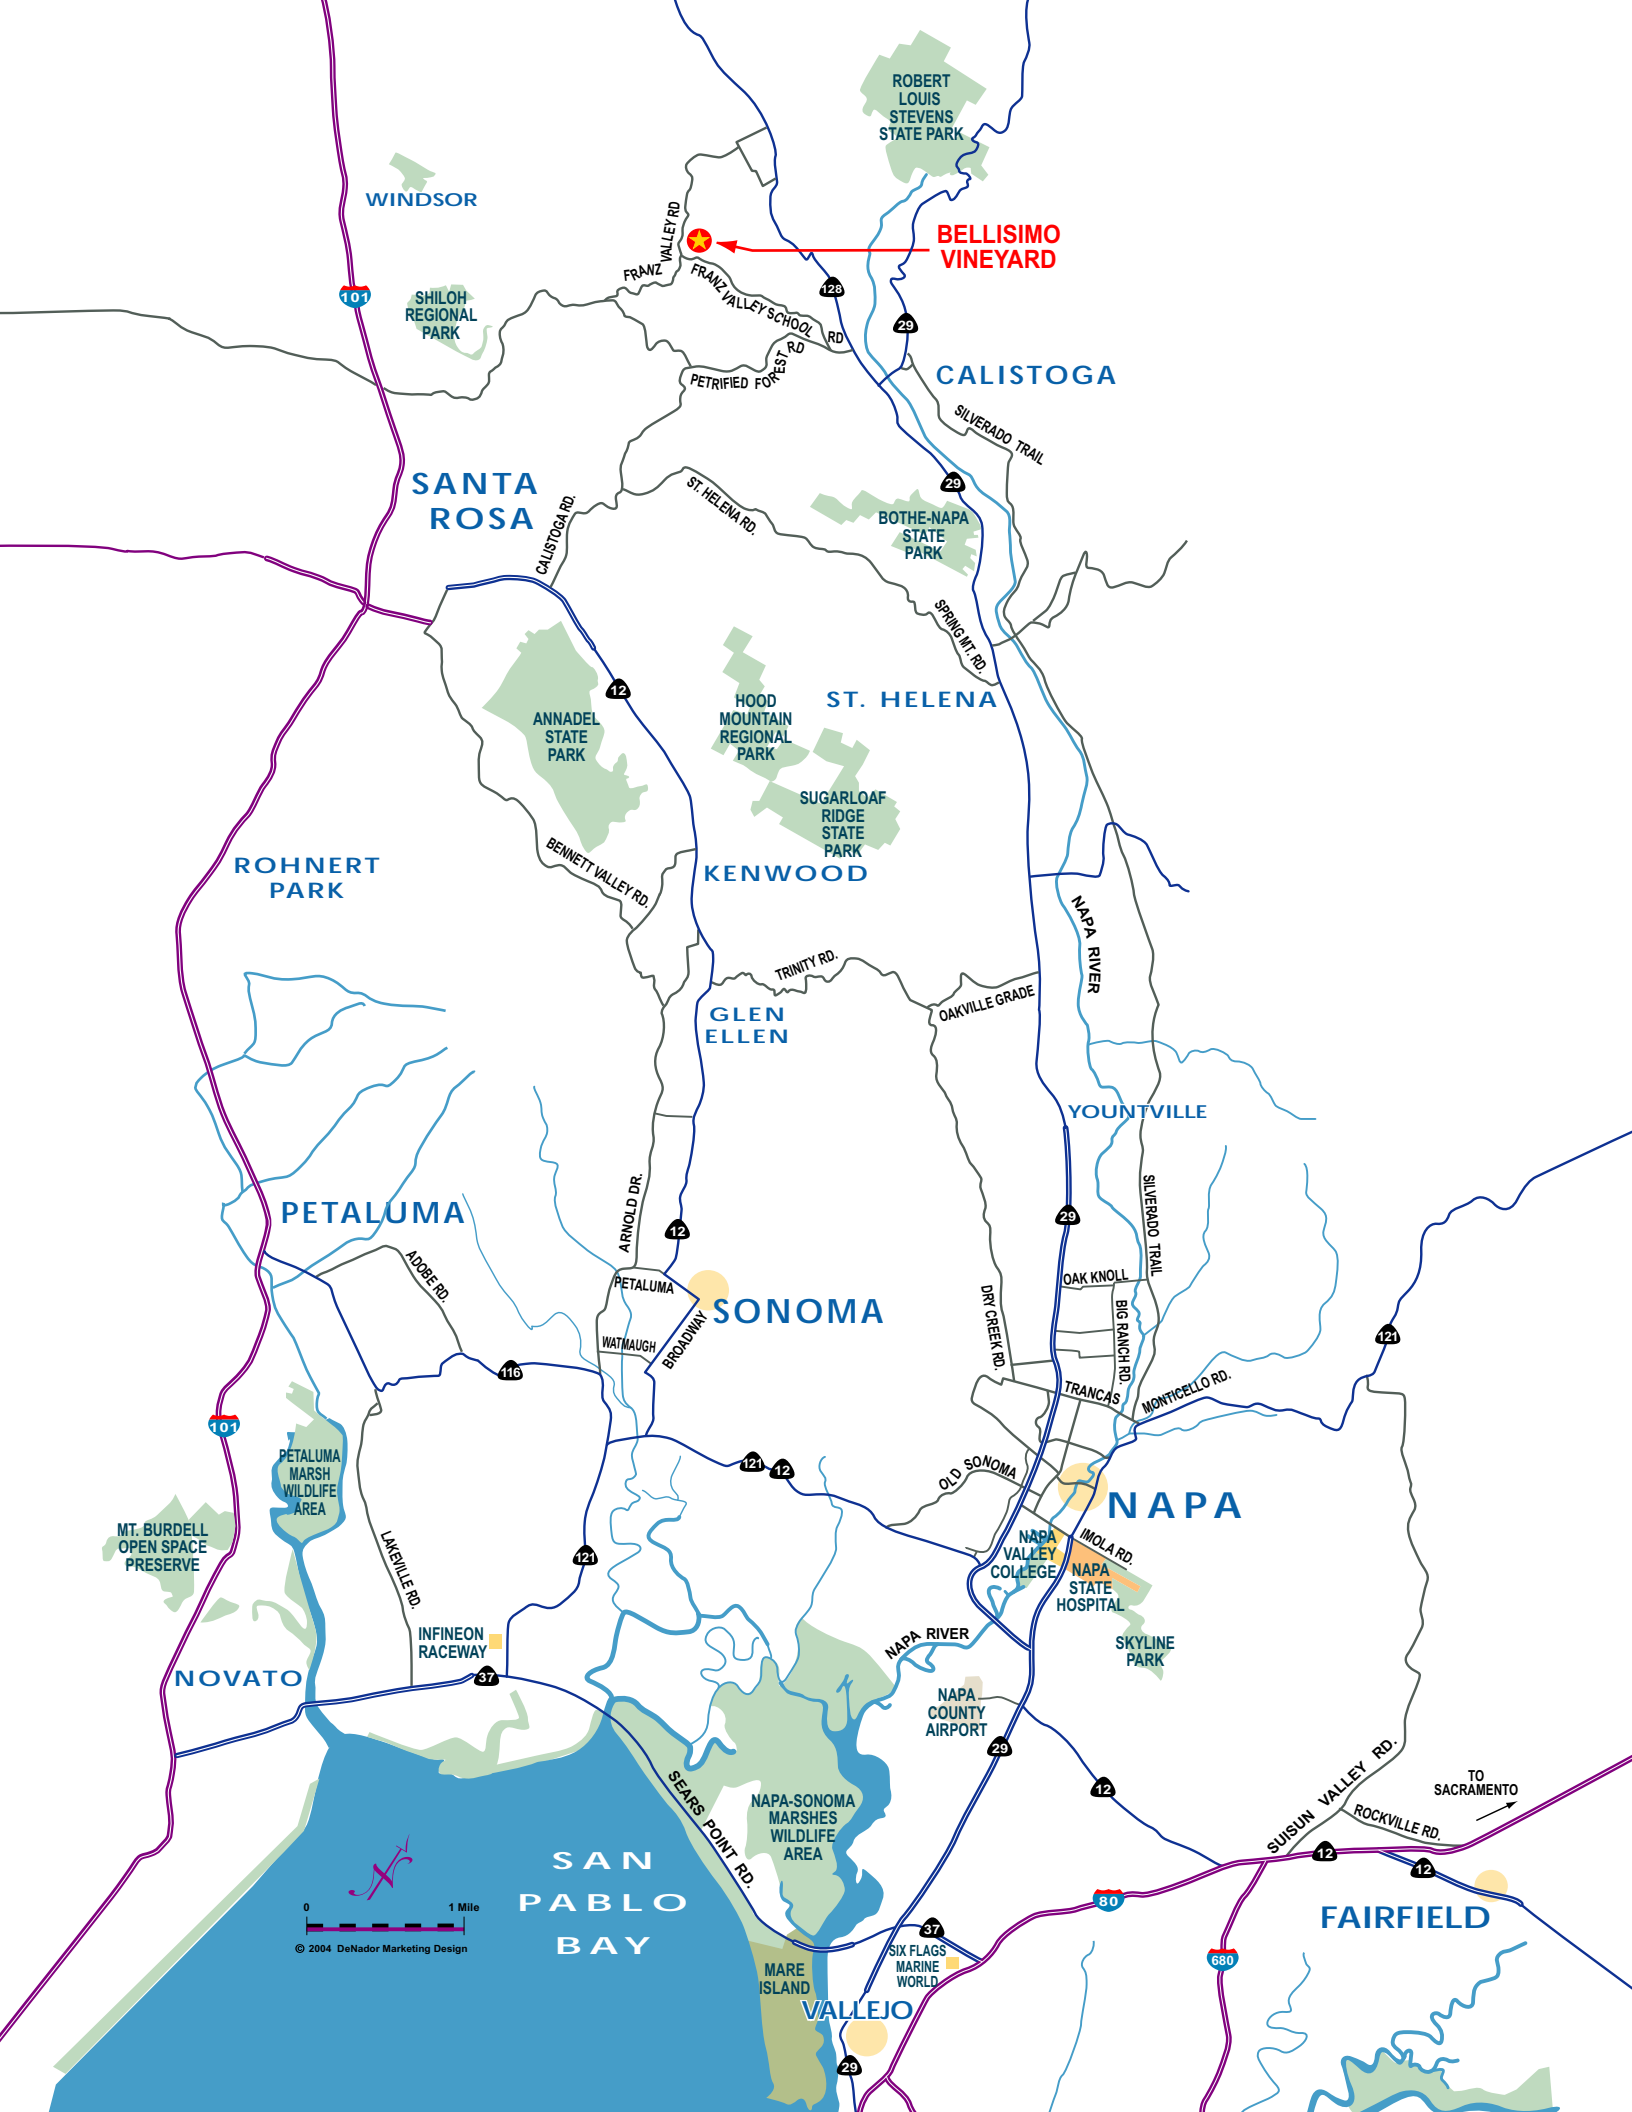 ROBERT
LOUIS
STEVENS
STATE PARK
WINDSOR
VALLEY RD
FRANZ
BELLISIMO
VINEYARD
101
SHILOH
REGIONAL
PARK
FRANZ VALLEY SCHOOL RD
128
29
PETRIFIED FOREST RD
CALISTOGA
SILVERADO TRAIL
SANTA
ROSA
CALISTOGA RD.
ST. HELENA RD.
29
BOTHE-NAPA
STATE
PARK
SPRING MT. RD.
12
ANNADEL
STATE
PARK
HOOD
MOUNTAIN
REGIONAL
PARK
ST. HELENA
SUGARLOAF
RIDGE
STATE
PARK
ROHNERT
PARK
BENNETT VALLEY RD.
KENWOOD
NAPA RIVER
TRINITY RD.
OAKVILLE GRADE
GLEN
ELLEN
YOUNTVILLE
PETALUMA
ADOBE RD.
ARNOLD DR.
12
29
SILVERADO TRAIL
PETALUMA
SONOMA
WATMAUGH
BROADWAY
OAK KNOLL
BIG RANCH RD.
DRY CREEK RD.
121
116
TRANCAS
MONTICELLO RD.
101
PETALUMA
MARSH
WILDLIFE
AREA
121
12
OLD SONOMA
NAPA
MT. BURDELL
OPEN SPACE
PRESERVE
LAKEVILLE RD.
121
NAPA
VALLEY
COLLEGE
IMOLA RD.
NAPA
STATE
HOSPITAL
INFINEON
RACEWAY
NAPA RIVER
SKYLINE
PARK
NOVATO
37
NAPA
COUNTY
AIRPORT
29
12
SEARS POINT RD.
NAPA-SONOMA
MARSHES
WILDLIFE
AREA
SUISUN VALLEY RD.
ROCKVILLE RD.
TO
SACRAMENTO
12
12
N
0 1 Mile
© 2004 DeNador Marketing Design
SAN
PABLO
BAY
80
FAIRFIELD
37
SIX FLAGS
MARINE
WORLD
680
MARE
ISLAND
VALLEJO
29